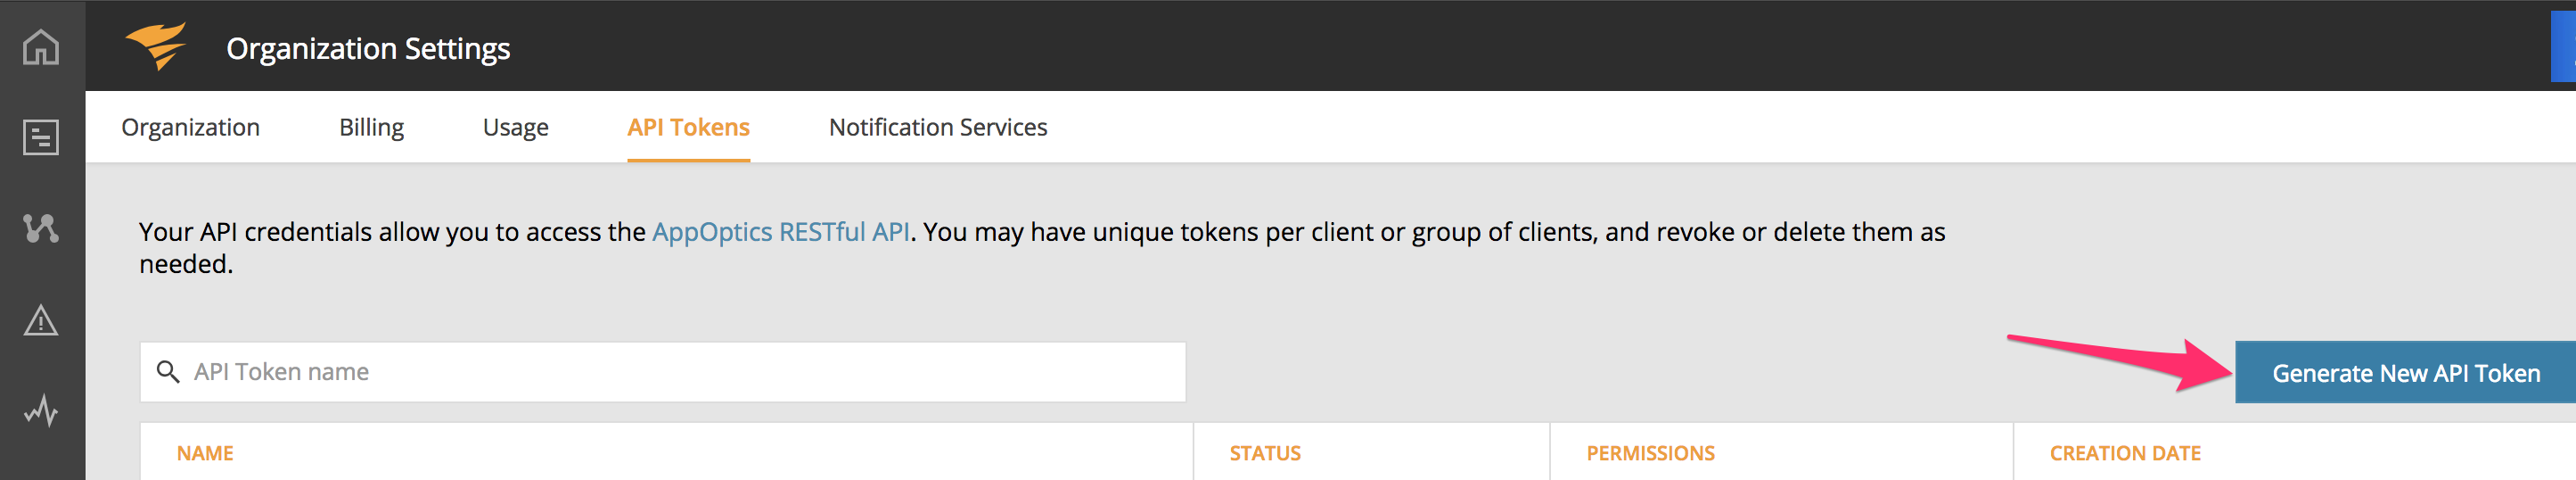 Organization Settings
Organization Billing Usage API Tokens Notification Services
Your API credentials allow you to access the AppOptics RESTful API. You may have unique tokens per client or group of clients, and revoke or delete them as
needed.
API Token name
Generate New API Token
NAME STATUS PERMISSIONS CREATION DATE